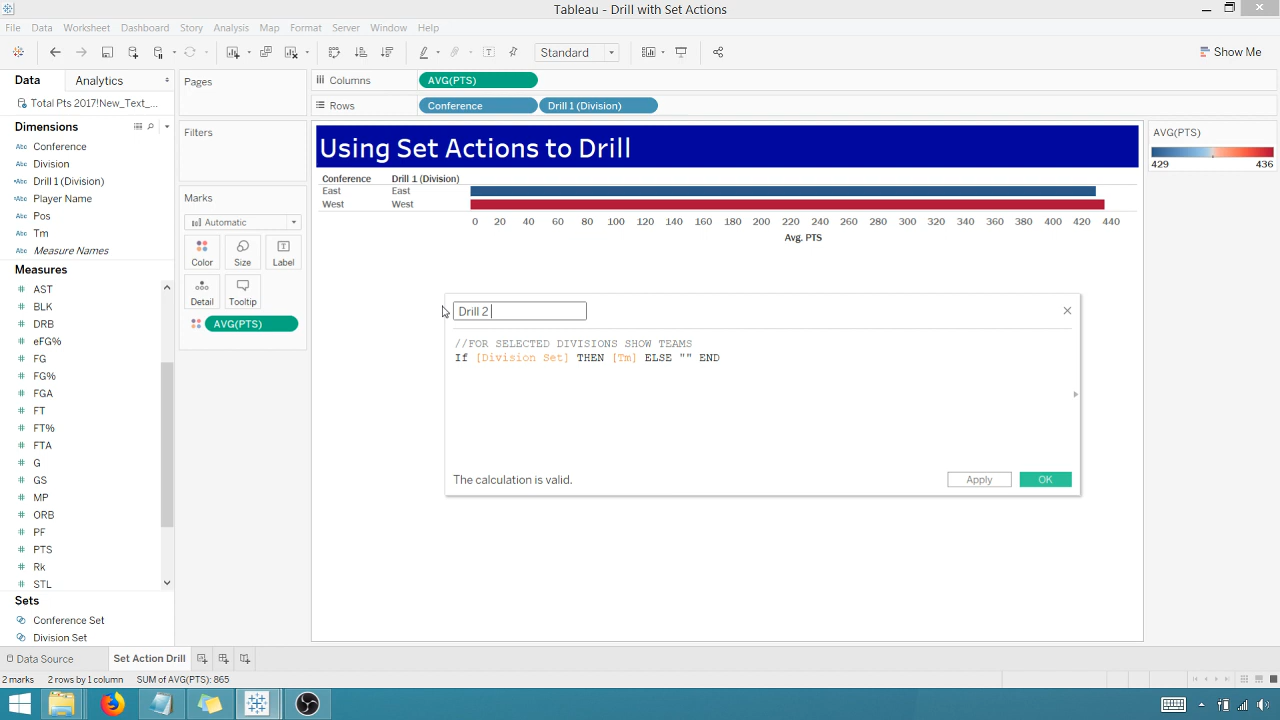 Tableau - Drill with Set Actions
File Data Worksheet Dashboard Story Analysis Map Format Server Window Help
Standard
Show Me
Data Analytics
Total Pts 2017!New_Text_...
Dimensions
Abc Conference
Abc Division
Abc Drill 1 (Division)
Abc Player Name
Abc Pos
Abc Tm
Abc Measure Names
Measures
AST
BLK
DRB
eFG%
FG
FG%
FGA
FT
FT%
FTA
G
GS
MP
ORB
PF
PTS
Rk
STL
Sets
Conference Set
Division Set
Pages
Filters
Marks
Automatic
Color Size Label
Detail Tooltip
AVG(PTS)
Columns AVG(PTS)
Rows Conference Drill 1 (Division)
Using Set Actions to Drill
Conference Drill 1 (Division)
East East
West West
0 20 40 60 80 100 120 140 160 180 200 220 240 260 280 300 320 340 360 380 400 420 440
Avg. PTS
AVG(PTS)
429 436
Drill 2
//FOR SELECTED DIVISIONS SHOW TEAMS
If [Division Set] THEN [Tm] ELSE "" END
The calculation is valid.
Apply OK
Data Source Set Action Drill
2 marks 2 rows by 1 column SUM of AVG(PTS): 865